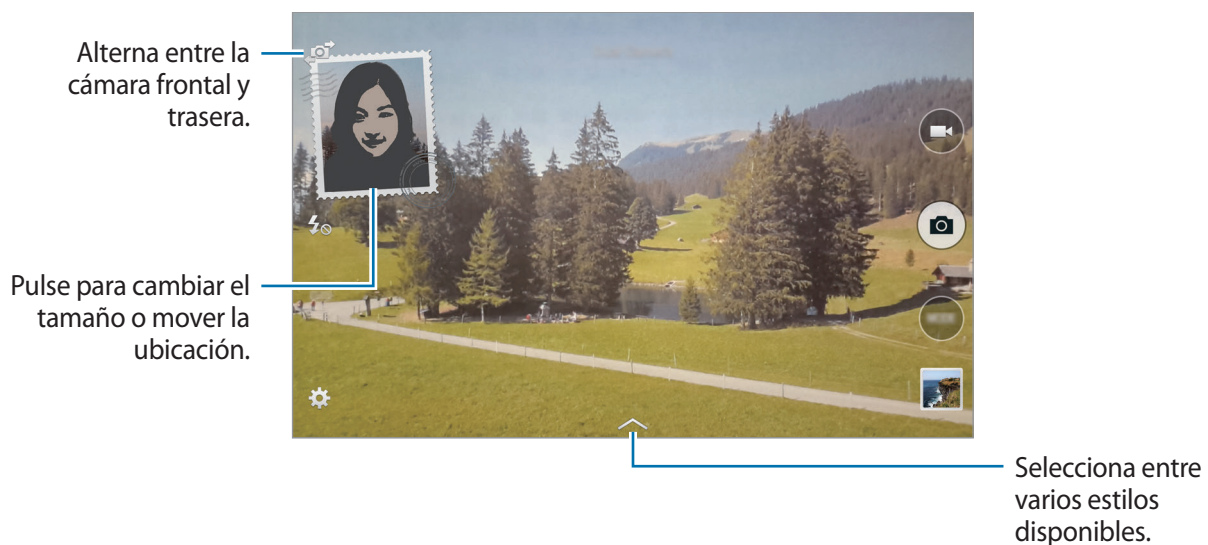 Alterna entre la
cámara frontal y
trasera.
Pulse para cambiar el
tamaño o mover la
ubicación.
Selecciona entre
varios estilos
disponibles.